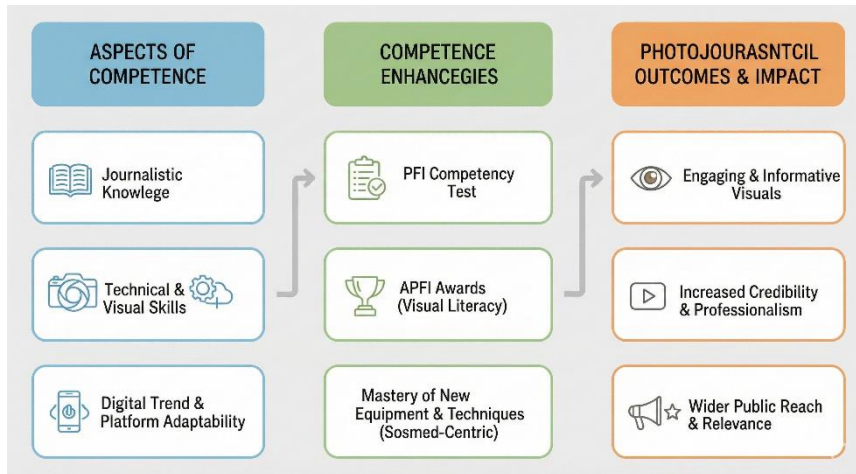 ASPECTS OF
COMPETENCE
Journalistic
Knowlege
Technical &
Visual Skills
Digital Trend &
Platform Adaptability
COMPETENCE
ENHANCEGIES
PFI Competency
Test
APFI Awards
(Visual Literacy)
Mastery of New
Equipment & Techniques
(Sosmed-Centric)
PHOTOJOURASNTCIL
OUTCOMES & IMPACT
Engaging & Informative
Visuals
Increased Credibility
& Professionalism
Wider Public Reach
& Relevance